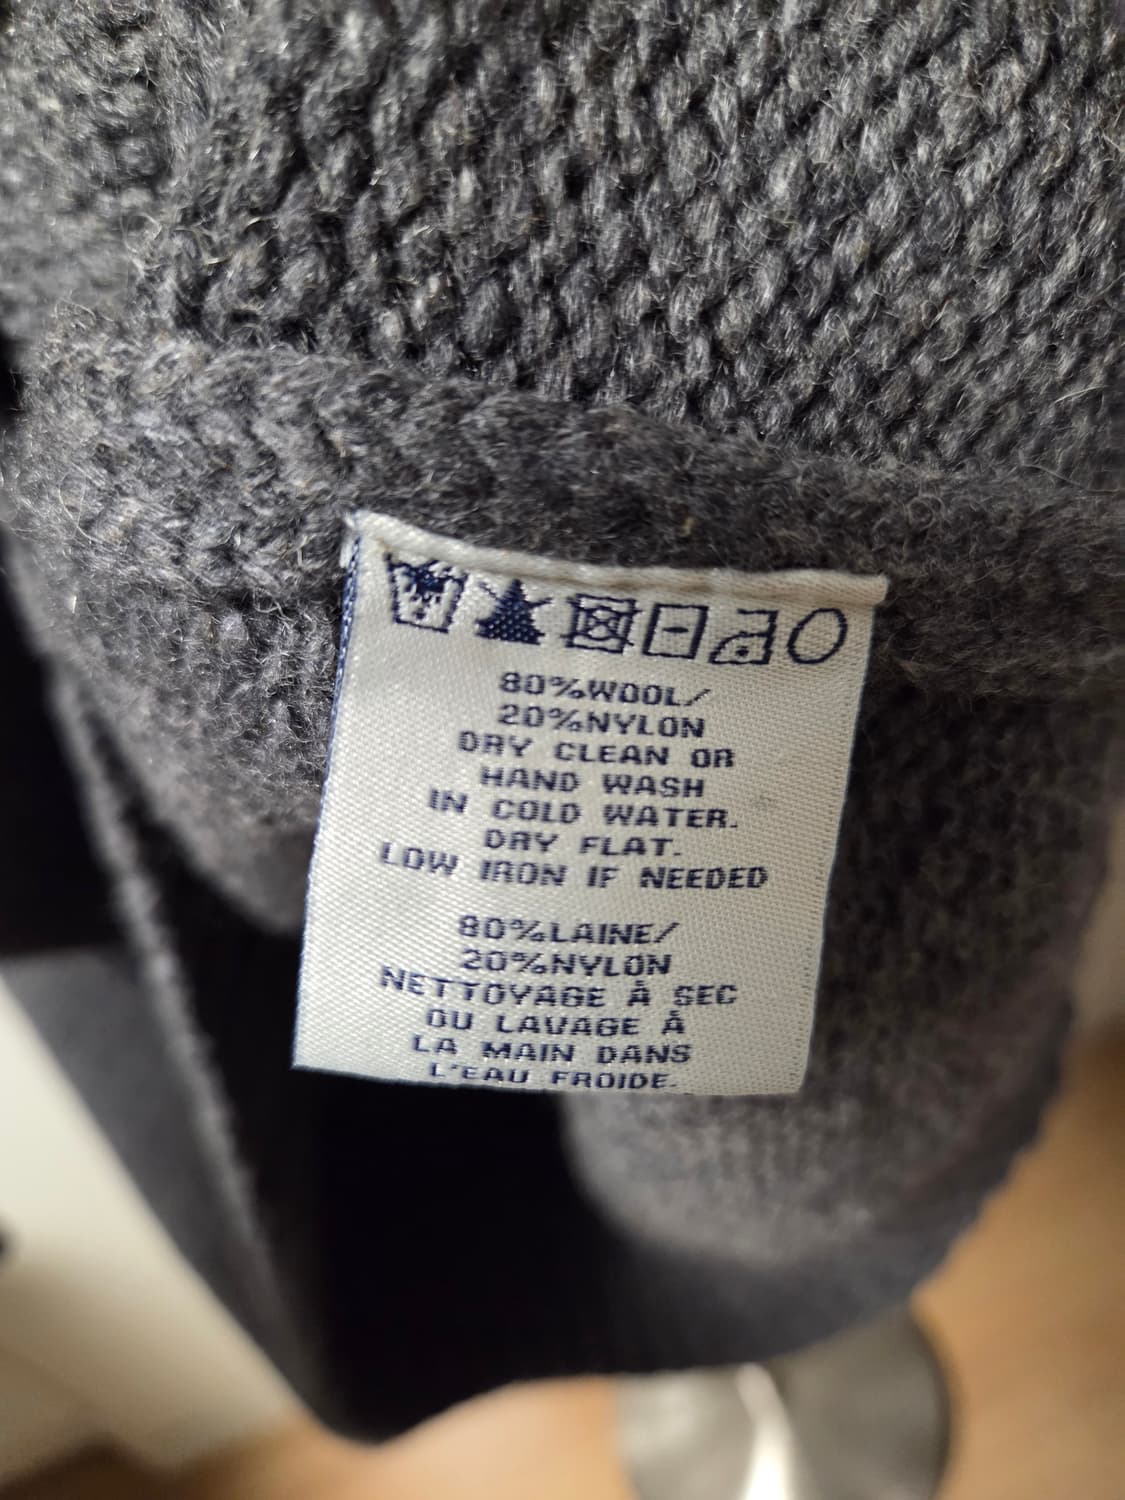 80%WOOL/
20%NYLON
DRY CLEAN OR
HAND WASH
IN COLD WATER.
DRY FLAT.
LOW IRON IF NEEDED
80%LAINE/
20%NYLON
NETTOYAGE À SEC
OU LAVAGE À
LA MAIN DANS
L'EAU FROIDE.